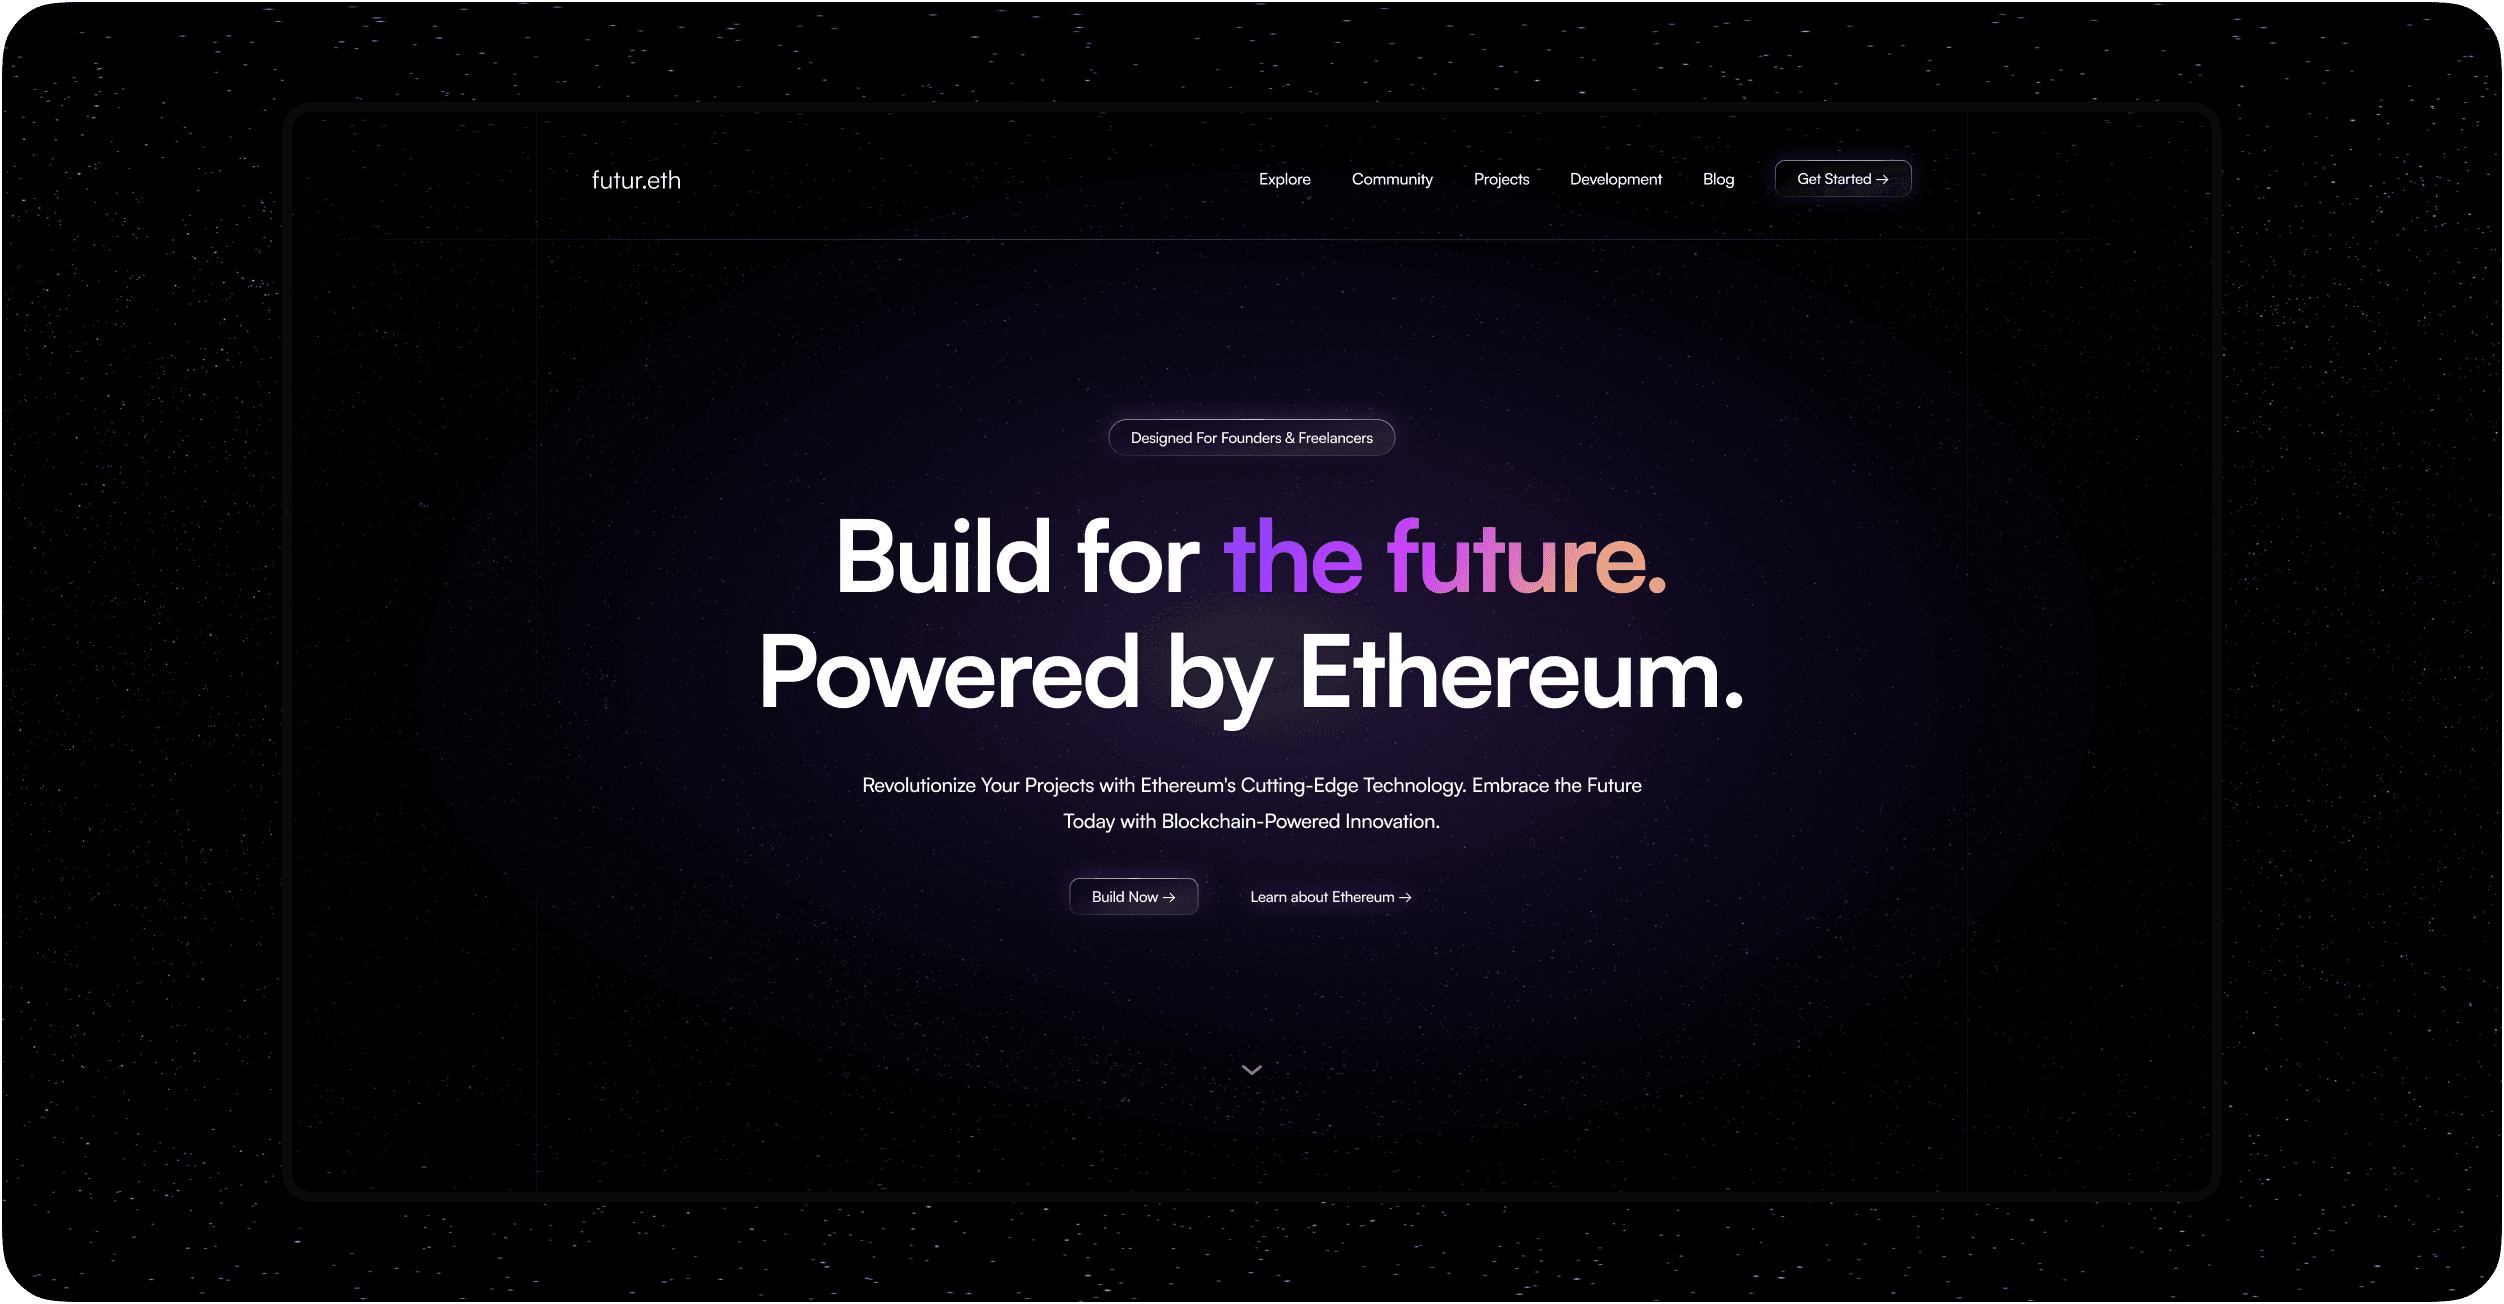 futur.eth
Explore
Community
Projects
Development
Blog
Get Started →
Designed For Founders & Freelancers
Build for the future.
Powered by Ethereum.
Revolutionize Your Projects with Ethereum's Cutting-Edge Technology. Embrace the Future
Today with Blockchain-Powered Innovation.
Build Now →
Learn about Ethereum →